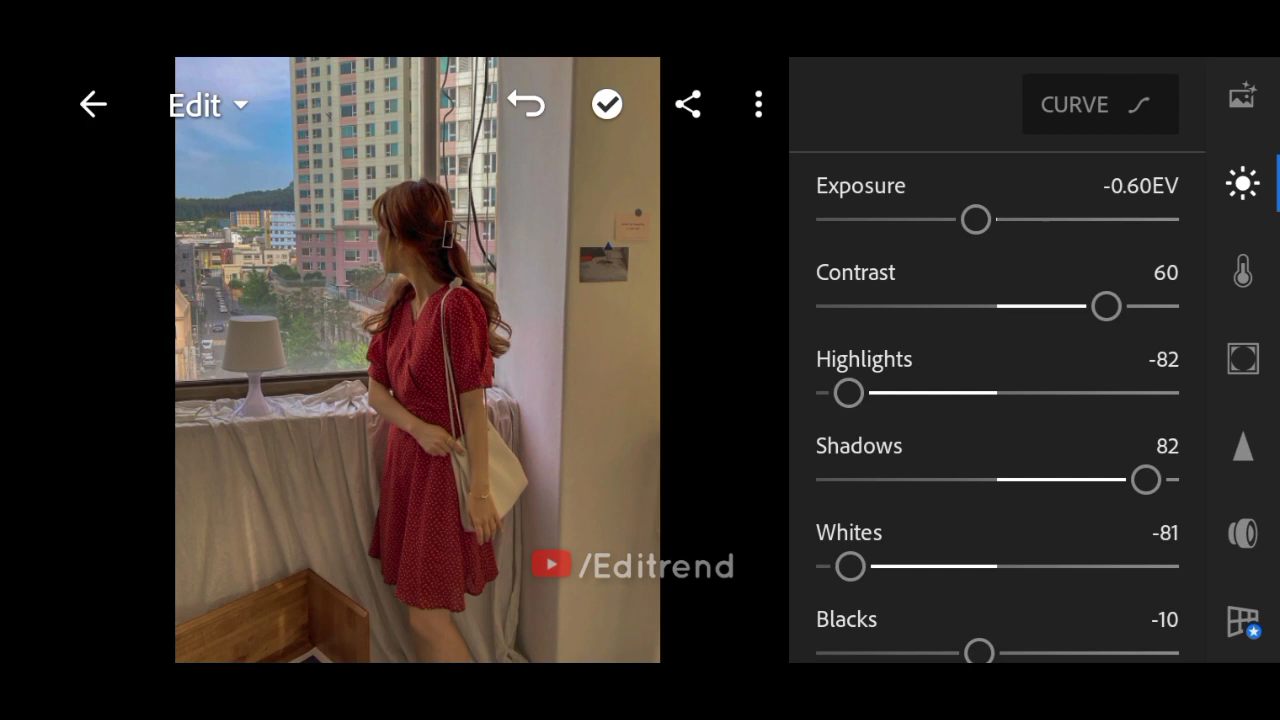 Edit
CURVE
Exposure -0.60EV
Contrast 60
Highlights -82
Shadows 82
Whites -81
Blacks -10
/Editrend